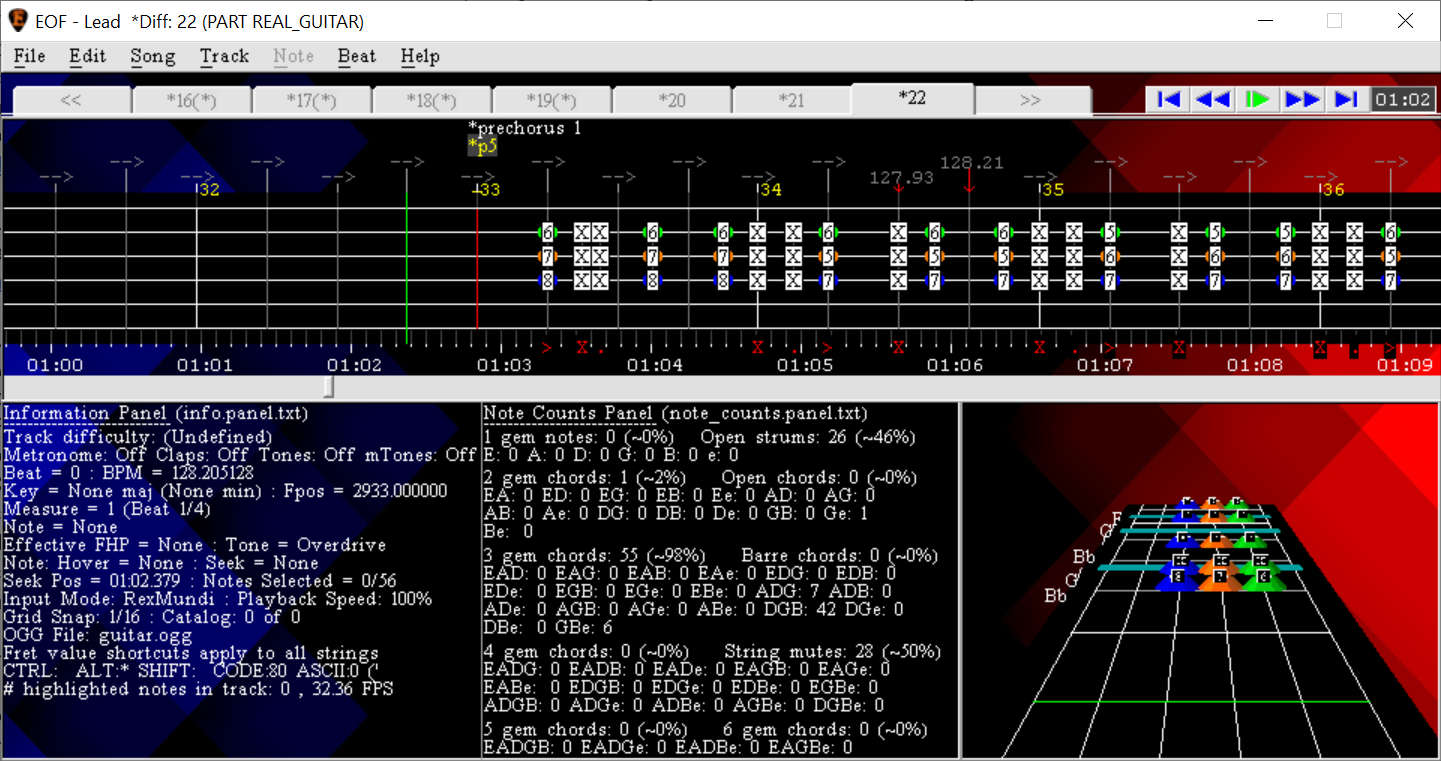 EOF - Lead  *Diff: 22 (PART REAL_GUITAR)
File Edit Song Track Note Beat Help
<< *16(*) *17(*) *18(*) *19(*) *20 *21 *22 >> 01:02
*prechorus 1
*p5
--> --> --> --> --> --> --> 128.21 --> --> -->
--> --> --> --> --> 127.93 --> -->
32 33 34 35 36
6 X X 6 6 X X 6 X 6 6 X X 5 X 5 5 X X 6
7 X X 7 7 X X 5 X 5 5 X X 6 X 6 6 X X 5
8 X X 8 8 X X 7 X 7 7 X X 7 X 7 7 X X 7
> X . X . > X X . > X X . >
01:00 01:01 01:02 01:03 01:04 01:05 01:06 01:07 01:08 01:09
Information Panel (info.panel.txt)
Track difficulty: (Undefined)
Metronome: Off Claps: Off Tones: Off mTones: Off
Beat = 0 : BPM = 128.205128
Key = None maj (None min) : Fpos = 2933.000000
Measure = 1 (Beat 1/4)
Note = None
Effective FHP = None : Tone = Overdrive
Note: Hover = None : Seek = None
Seek Pos = 01:02.379 : Notes Selected = 0/56
Input Mode: RexMundi : Playback Speed: 100%
Grid Snap: 1/16 : Catalog: 0 of 0
OGG File: guitar.ogg
Fret value shortcuts apply to all strings
CTRL:  ALT:* SHIFT:  CODE:80 ASCII:0 ('
# highlighted notes in track: 0 , 32.36 FPS
Note Counts Panel (note_counts.panel.txt)
1 gem notes: 0 (~0%)   Open strums: 26 (~46%)
E: 0 A: 0 D: 0 G: 0 B: 0 e: 0
2 gem chords: 1 (~2%)   Open chords: 0 (~0%)
EA: 0 ED: 0 EG: 0 EB: 0 Ee: 0 AD: 0 AG: 0
AB: 0 Ae: 0 DG: 0 DB: 0 De: 0 GB: 0 Ge: 1
Be: 0
3 gem chords: 55 (~98%)   Barre chords: 0 (~0%)
EAD: 0 EAG: 0 EAB: 0 EAe: 0 EDG: 0 EDB: 0
EDe: 0 EGB: 0 EGe: 0 EBe: 0 ADG: 7 ADB: 0
ADe: 0 AGB: 0 AGe: 0 ABe: 0 DGB: 42 DGe: 0
DBe: 0 GBe: 6
4 gem chords: 0 (~0%)   String mutes: 28 (~50%)
EADG: 0 EADB: 0 EADe: 0 EAGB: 0 EAGe: 0
EABe: 0 EDGB: 0 EDGe: 0 EDBe: 0 EGBe: 0
ADGB: 0 ADGe: 0 ADBe: 0 AGBe: 0 DGBe: 0
5 gem chords: 0 (~0%)   6 gem chords: 0 (~0%)
EADGB: 0 EADGe: 0 EADBe: 0 EAGBe: 0
Bb
G
Bb